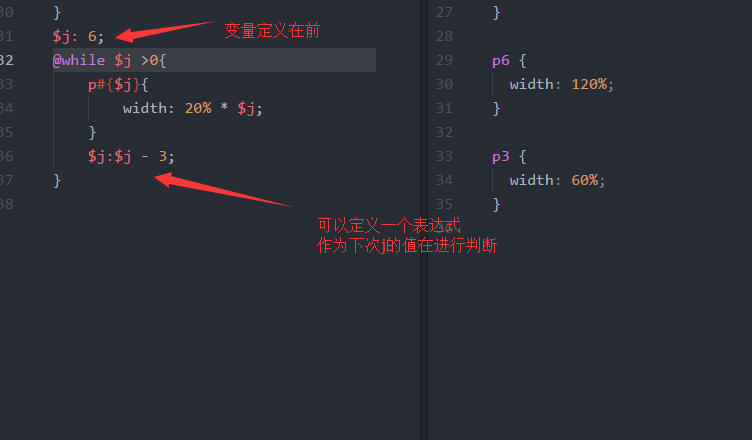 30 }
31 $j: 6;
变量定义在前
32 @while $j >0{
33 p#{$j}{
34 width: 20% * $j;
35 }
36 $j:$j - 3;
37 }
38
可以定义一个表达式
作为下次j的值在进行判断
27 }
28
29 p6 {
30 width: 120%;
31 }
32
33 p3 {
34 width: 60%;
35 }